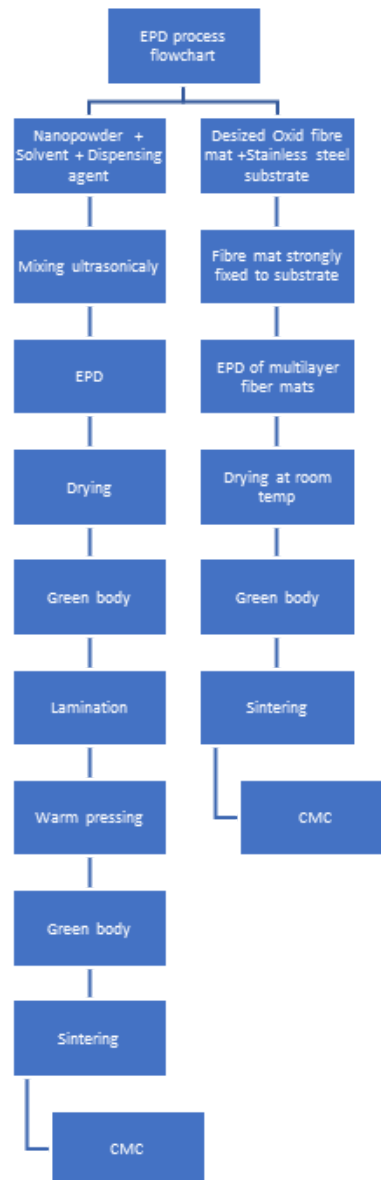 EPD process
flowchart
Nanopowder +
Solvent + Dispensing
agent
Mixing ultrasonicaly
EPD
Drying
Green body
Lamination
Warm pressing
Green body
Sintering
CMC
Desized Oxid fibre
mat +Stainless steel
substrate
Fibre mat strongly
fixed to substrate
EPD of multilayer
fiber mats
Drying at room
temp
Green body
Sintering
CMC